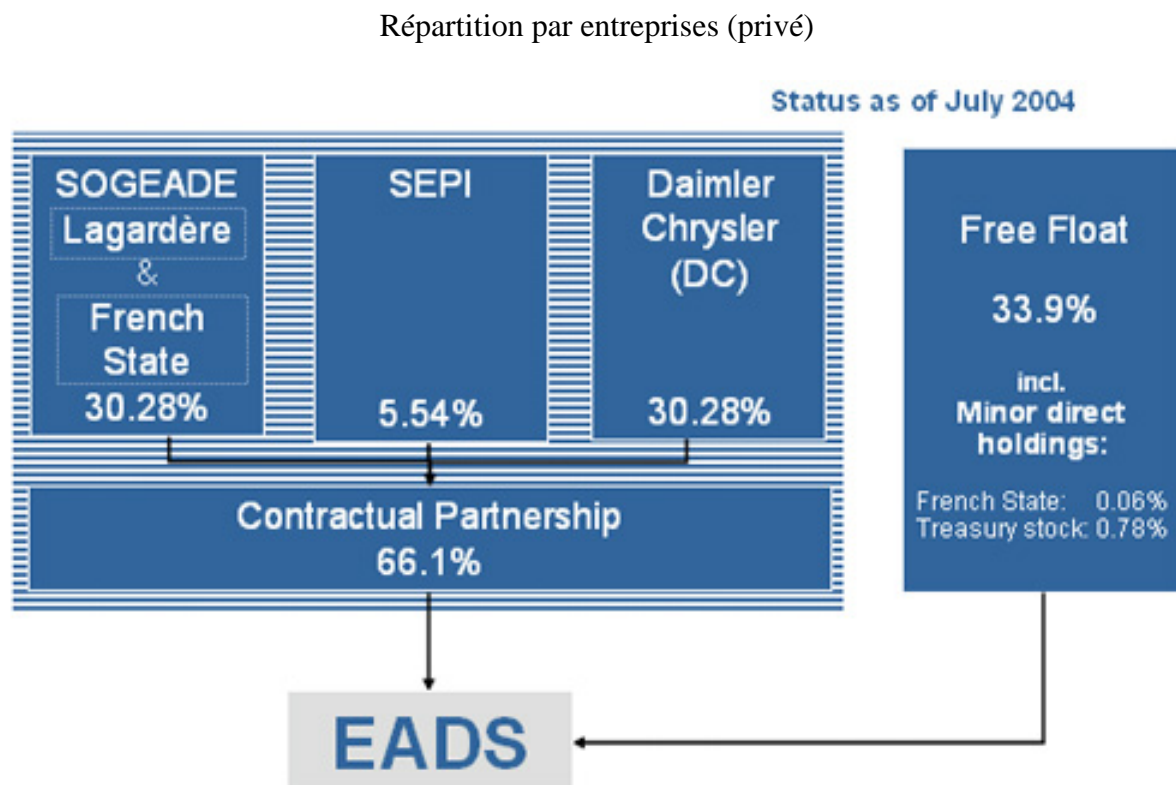 Répartition par entreprises (privé)
Status as of July 2004
SOGEADE
Lagardère
&
French
State
30.28%
SEPI
5.54%
Daimler
Chrysler
(DC)
30.28%
Free Float
33.9%
incl.
Minor direct
holdings:
French State: 0.06%
Treasury stock: 0.78%
Contractual Partnership
66.1%
EADS